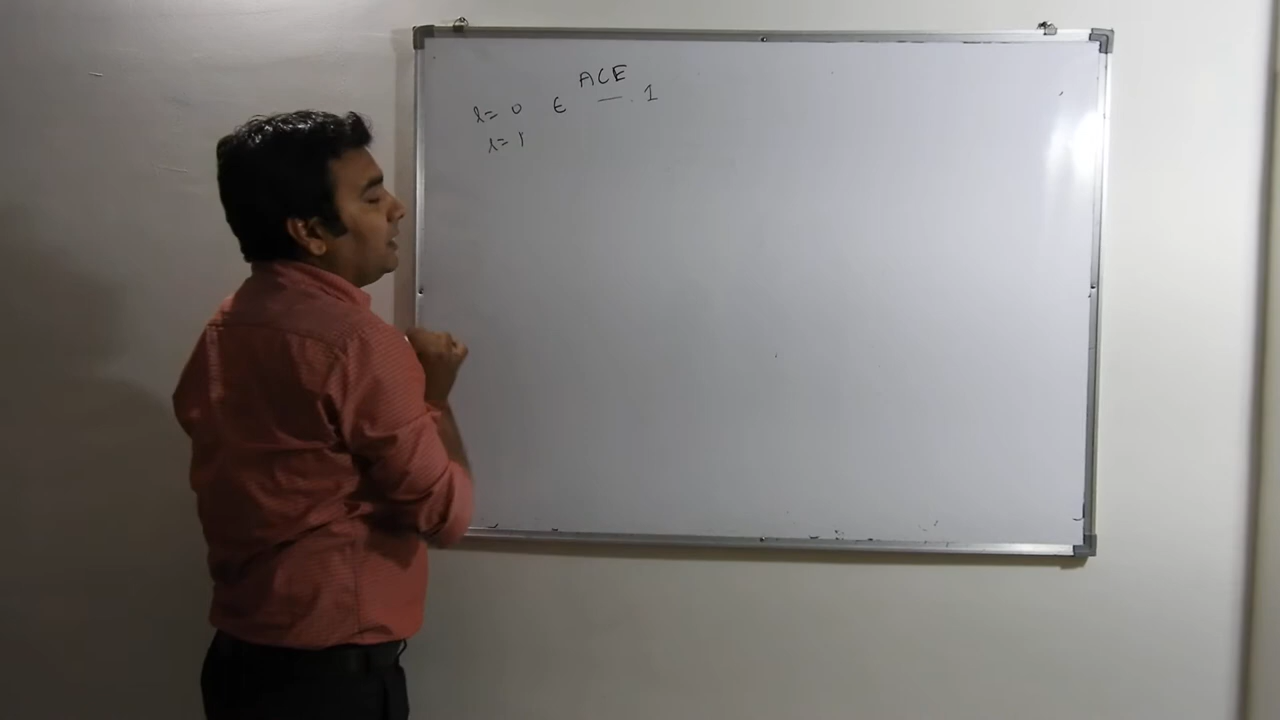 ACE
l= 0 ϵ — . 1
l= 1